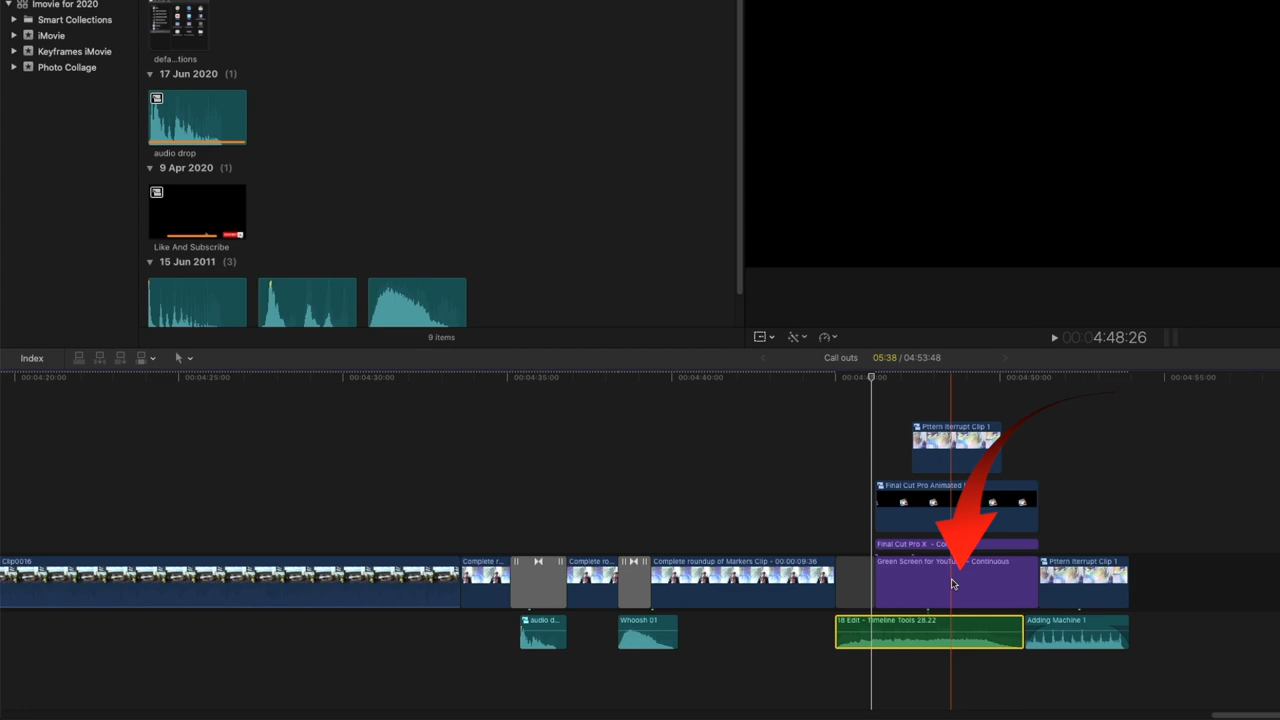 Imovie for 2020
Smart Collections
iMovie
Keyframes iMovie
Photo Collage
defa...tions
17 Jun 2020 (1)
audio drop
9 Apr 2020 (1)
Like And Subscribe
15 Jun 2011 (3)
9 items
00:00:04:48:26
Index
Call outs
05:38 / 04:53:48
00:04:20:00
00:04:25:00
00:04:30:00
00:04:35:00
00:04:40:00
00:04:50:00
00:04:55:00
Pttern Iterrupt Clip 1
Final Cut Pro Animated
Final Cut Pro X - Co
Clip0016
Complete r...
Complete ro...
Complete roundup of Markers Clip - 00:00:09:36
Green Screen for YouTu - Continuous
Pttern Iterrupt Clip 1
audio d...
Whoosh 01
18 Edit - Timeline Tools 28.22
Adding Machine 1